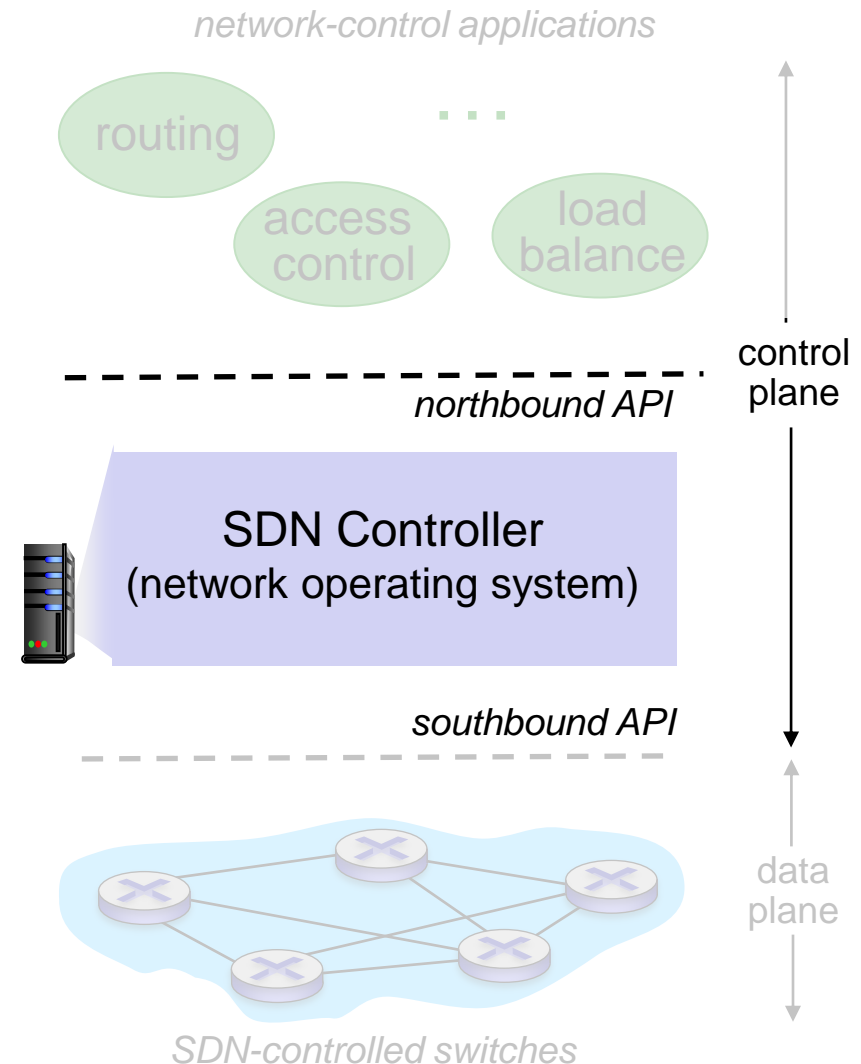 network-control applications
routing
...
access
control
load
balance
control
plane
northbound API
SDN Controller
(network operating system)
southbound API
data
plane
SDN-controlled switches